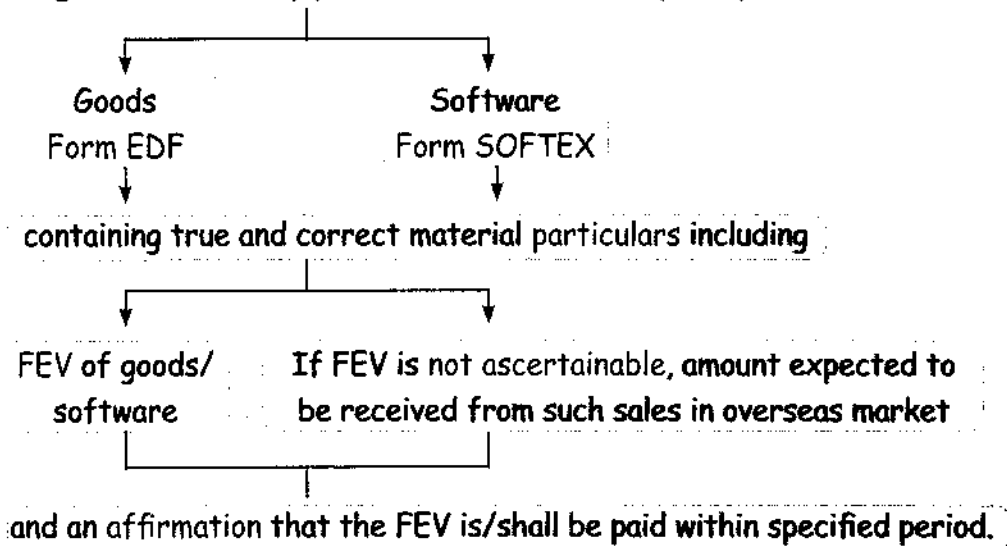 Goods
Software
Form EDF
Form SOFTEX
containing true and correct material particulars including
FEV of goods/
software
If FEV is not ascertainable, amount expected to
be received from such sales in overseas market
and an affirmation that the FEV is/shall be paid within specified period.